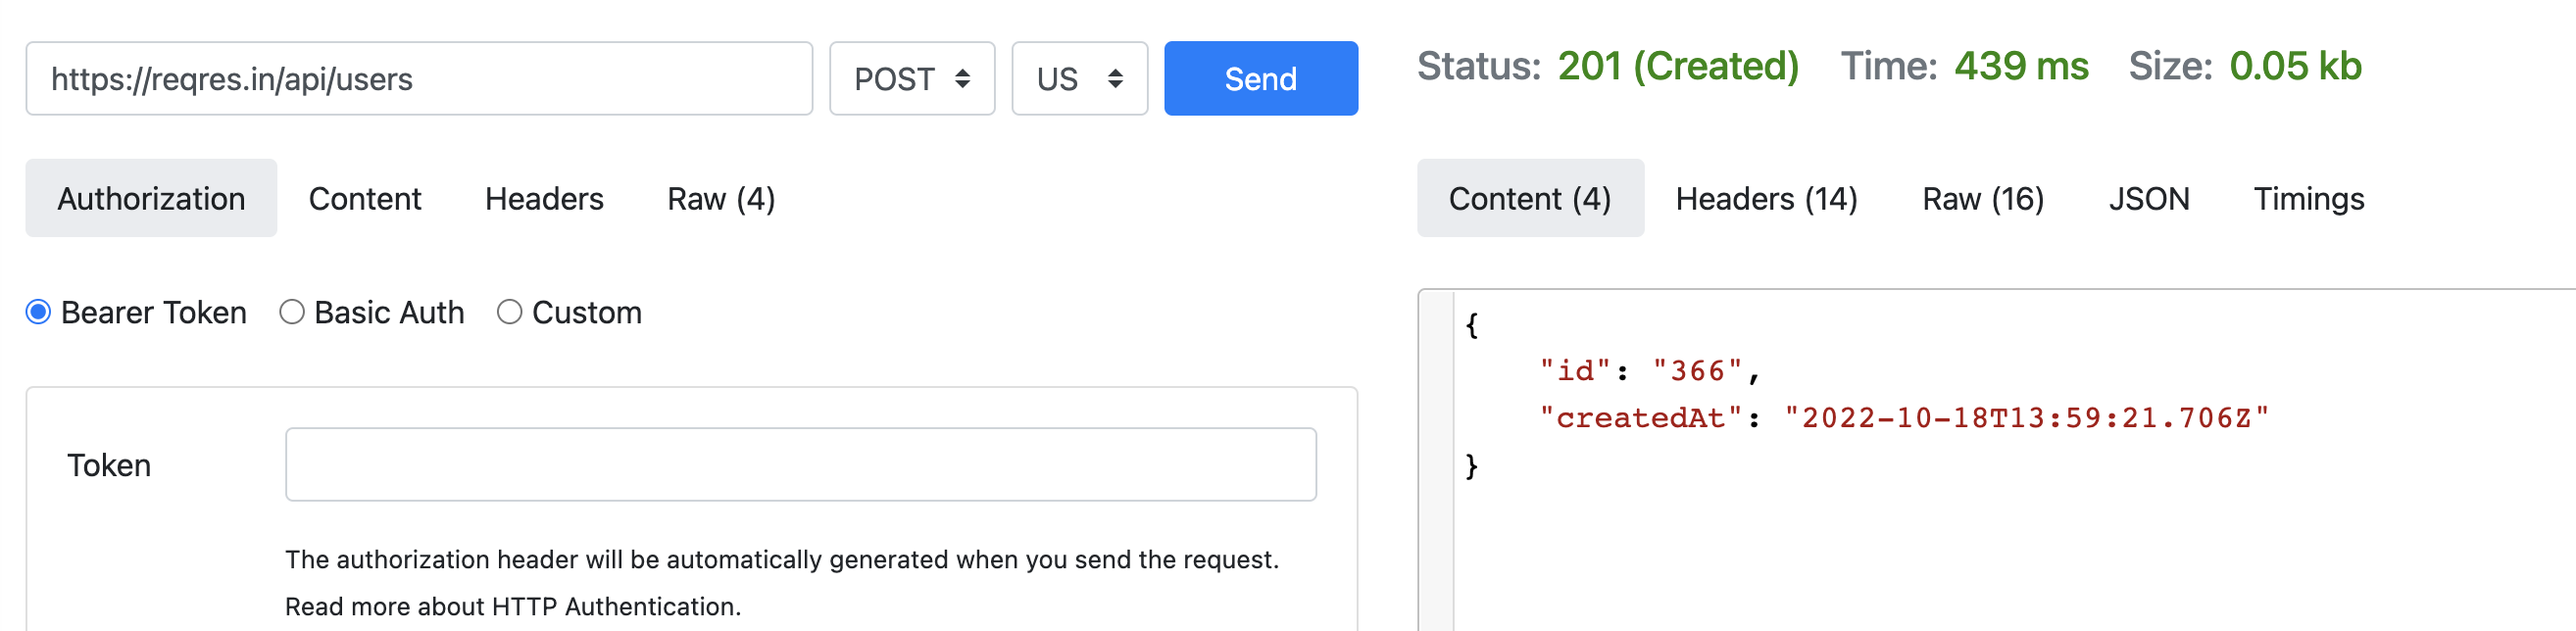 https://reqres.in/api/users
POST
US
Send
Authorization
Content
Headers
Raw (4)
Bearer Token
Basic Auth
Custom
Token
The authorization header will be automatically generated when you send the request.
Read more about HTTP Authentication.
Status: 201 (Created) Time: 439 ms Size: 0.05 kb
Content (4)
Headers (14)
Raw (16)
JSON
Timings
{
    "id": "366",
    "createdAt": "2022-10-18T13:59:21.706Z"
}